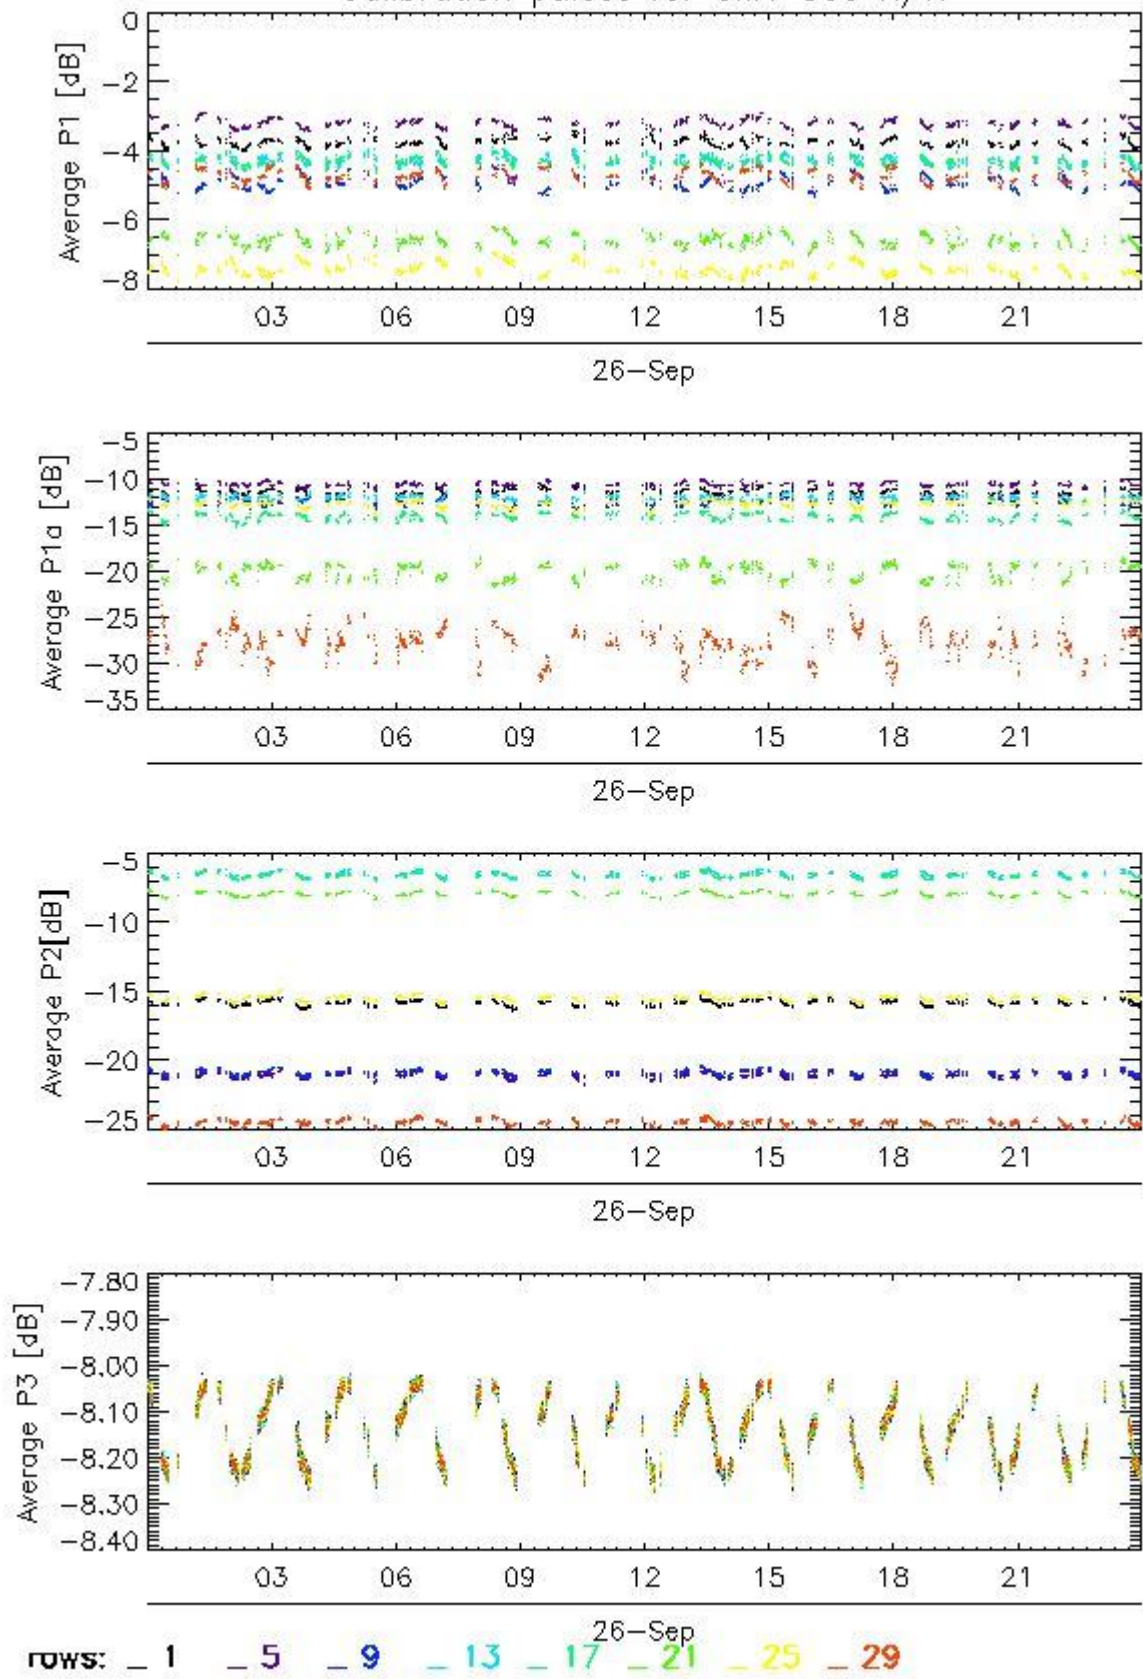 0
-2
-4
-6
-8
Average P1 [dB]
03 06 09 12 15 18 21
26-Sep
-5
-10
-15
-20
-25
-30
-35
Average P1a [dB]
03 06 09 12 15 18 21
26-Sep
-5
-10
-15
-20
-25
Average P2[dB]
03 06 09 12 15 18 21
26-Sep
-7.80
-7.90
-8.00
-8.10
-8.20
-8.30
-8.40
Average P3 [dB]
03 06 09 12 15 18 21
26-Sep
rows: _ 1 _ 5 _ 9 _ 13 _ 17 _ 21 _ 25 _ 29